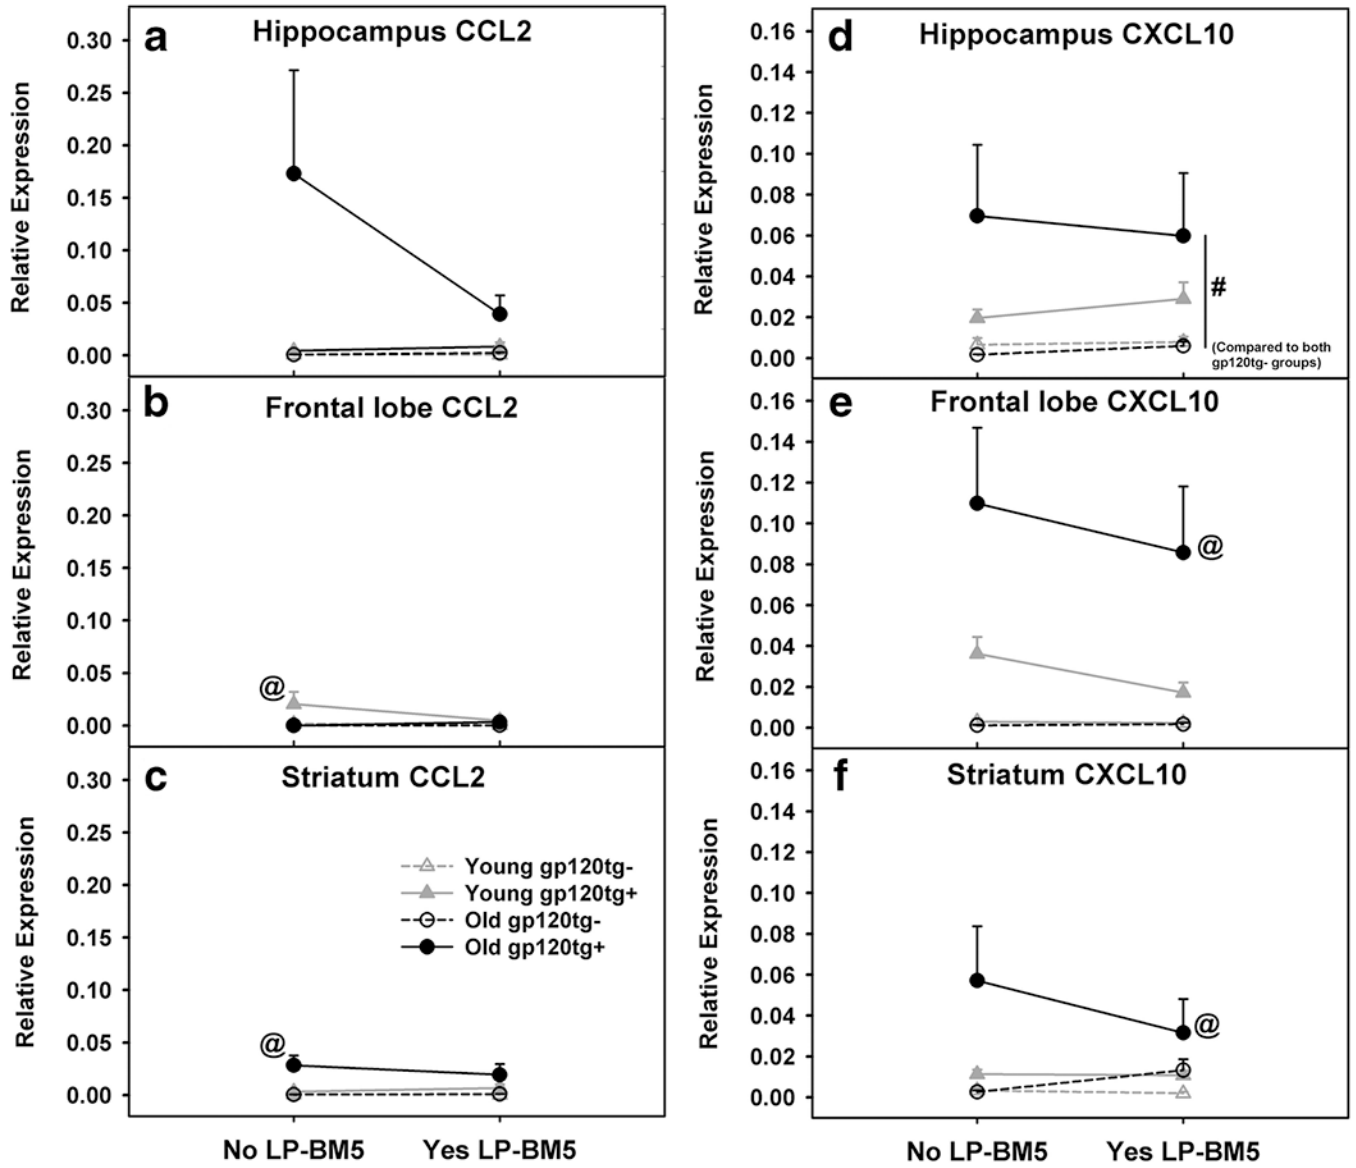 a
Hippocampus CCL2
Relative Expression
0.30
0.25
0.20
0.15
0.10
0.05
0.00
b
Frontal lobe CCL2
Relative Expression
0.30
0.25
0.20
0.15
0.10
0.05
0.00
@
c
Striatum CCL2
Relative Expression
0.30
0.25
0.20
0.15
0.10
0.05
0.00
@
Young gp120tg-
Young gp120tg+
Old gp120tg-
Old gp120tg+
No LP-BM5
Yes LP-BM5
d
Hippocampus CXCL10
Relative Expression
0.16
0.14
0.12
0.10
0.08
0.06
0.04
0.02
0.00
#
(Compared to both
gp120tg- groups)
e
Frontal lobe CXCL10
Relative Expression
0.16
0.14
0.12
0.10
0.08
0.06
0.04
0.02
0.00
@
f
Striatum CXCL10
Relative Expression
0.16
0.14
0.12
0.10
0.08
0.06
0.04
0.02
0.00
@
No LP-BM5
Yes LP-BM5